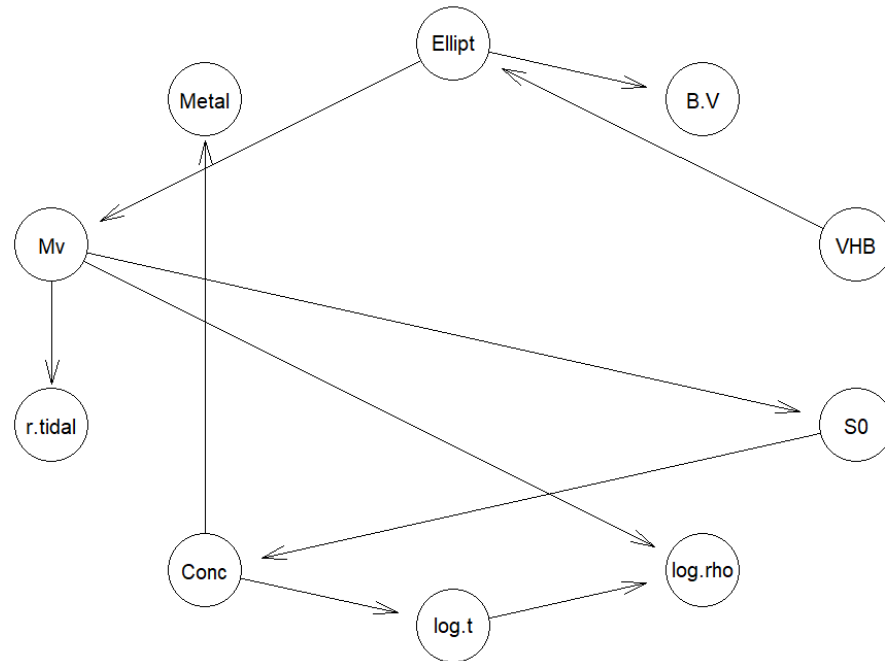 Ellipt
Metal
B.V
Mv
VHB
r.tidal
S0
Conc
log.rho
log.t